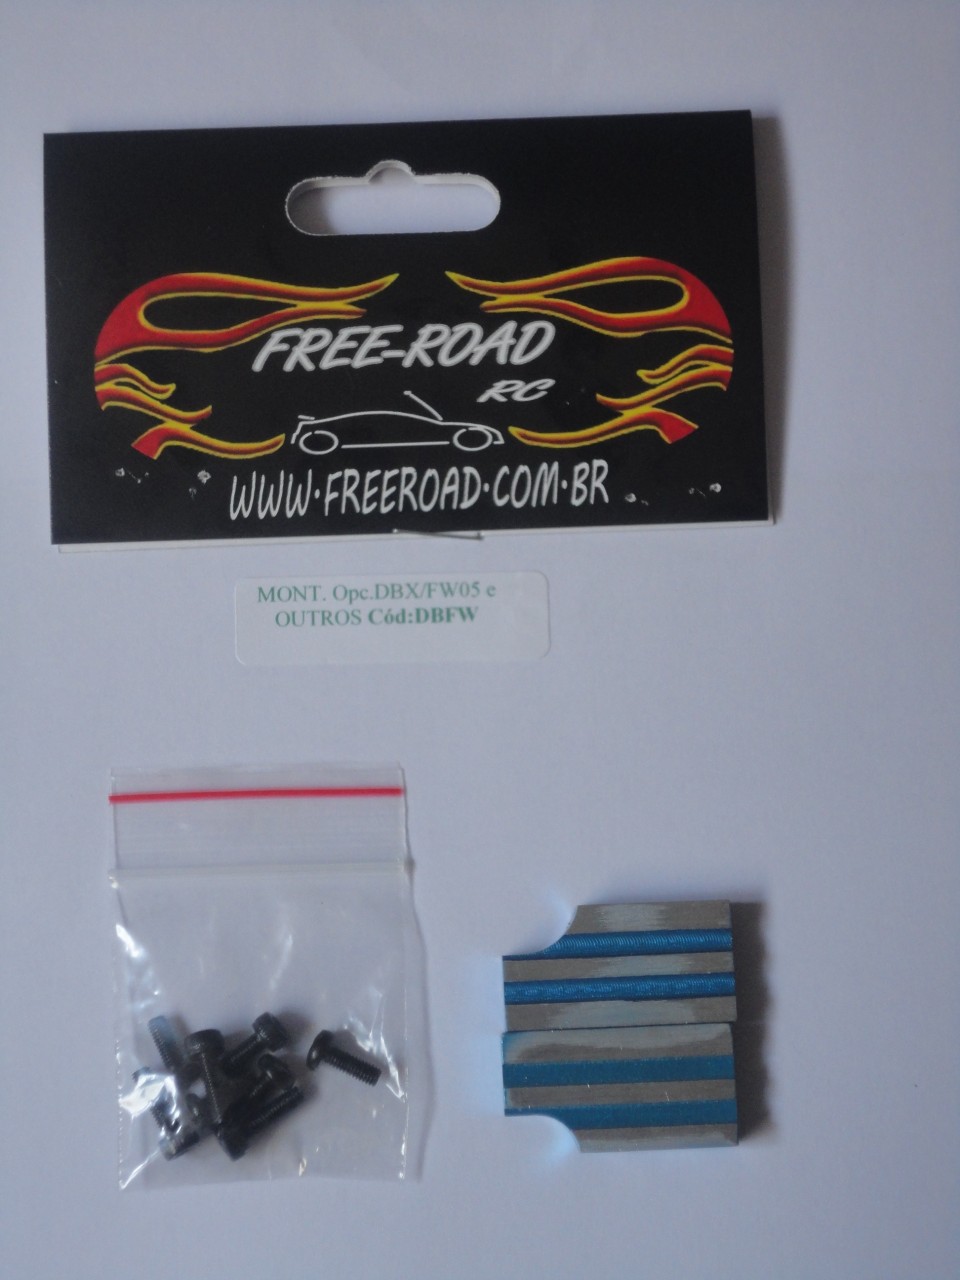 FREE-ROAD
RC
WWW.FREEROAD.COM.BR
MONT. Opc.DBX/FW05 e
OUTROS Cód:DBFW